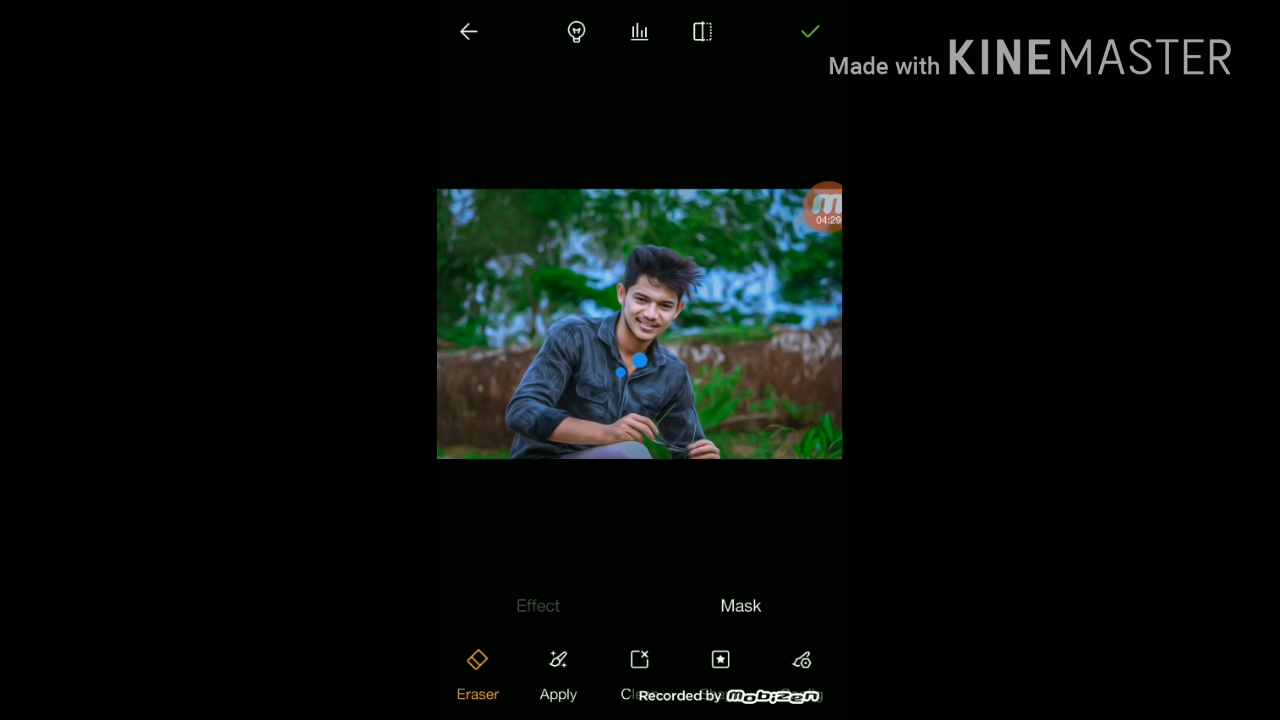 Made with KINEMASTER
04:29
Effect
Mask
Eraser
Apply
Recorded by mobizen